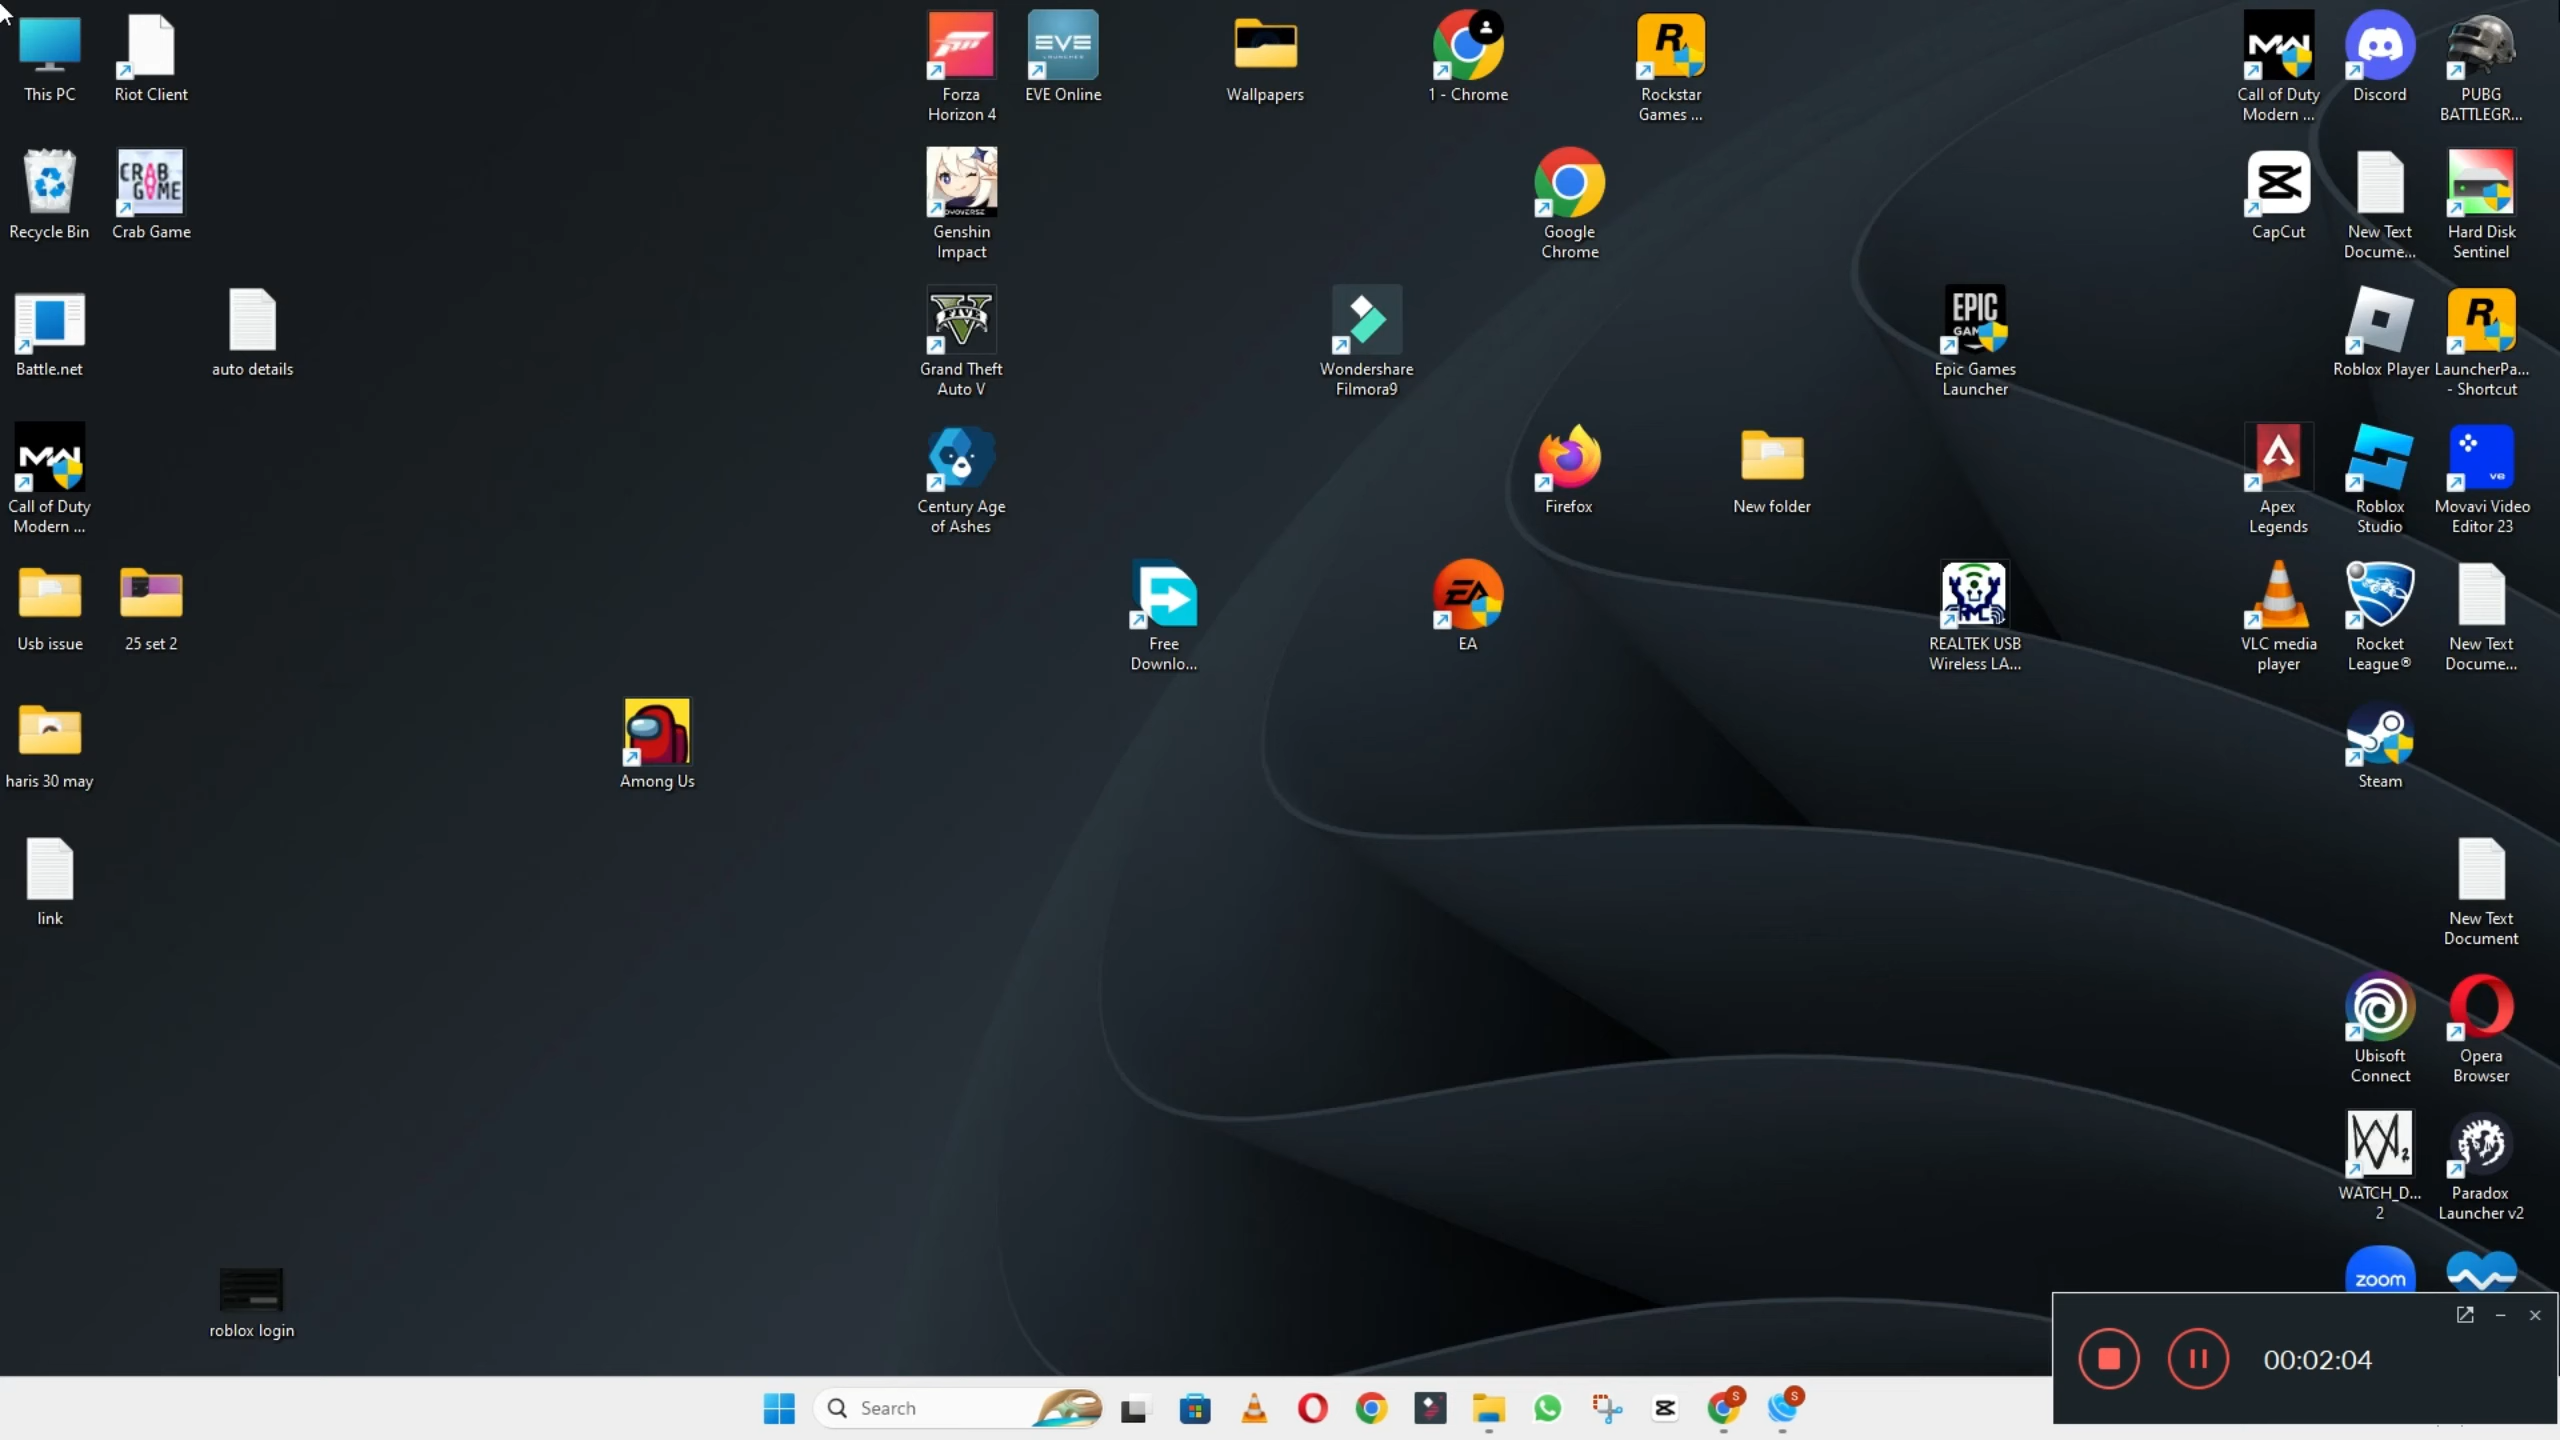 This PC
Riot Client
Forza
Horizon 4
EVE Online
Wallpapers
1 - Chrome
Rockstar
Games ...
Call of Duty
Modern ...
Discord
PUBG
BATTLEGR...
Recycle Bin
Crab Game
Genshin
Impact
Google
Chrome
CapCut
New Text
Docume...
Hard Disk
Sentinel
Battle.net
auto details
Grand Theft
Auto V
Wondershare
Filmora9
Epic Games
Launcher
Roblox Player
LauncherPa...
- Shortcut
Call of Duty
Modern ...
Century Age
of Ashes
Firefox
New folder
Apex
Legends
Roblox
Studio
Movavi Video
Editor 23
Usb issue
25 set 2
Free
Downlo...
EA
REALTEK USB
Wireless LA...
VLC media
player
Rocket
League®
New Text
Docume...
haris 30 may
Among Us
Steam
link
New Text
Document
Ubisoft
Connect
Opera
Browser
WATCH_D...
2
Paradox
Launcher v2
zoom
roblox login
00:02:04
Search